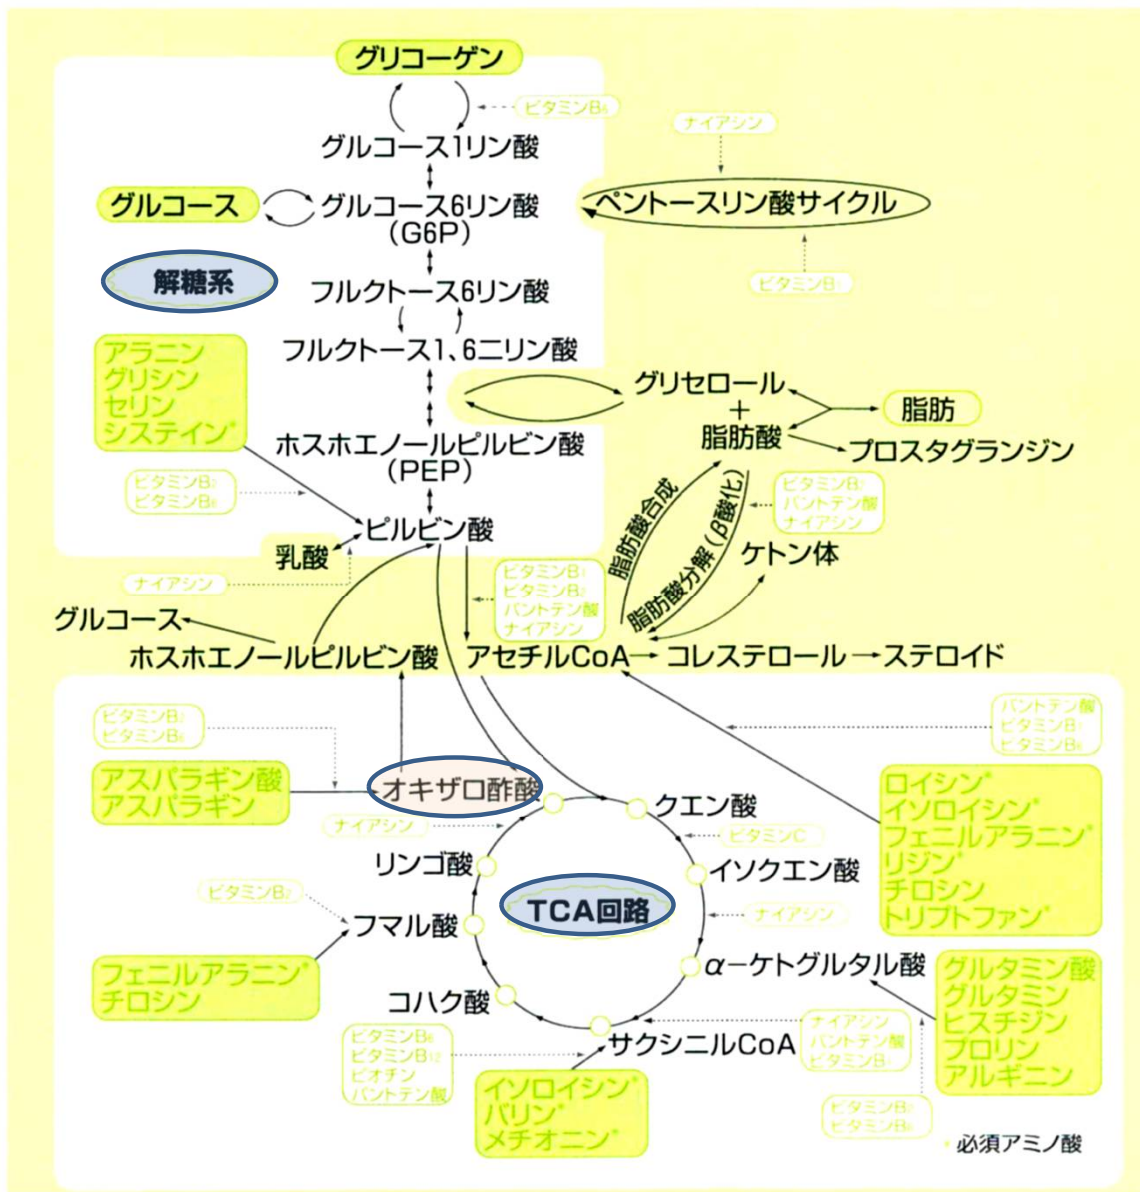 グリコーゲン
ビタミンB₆
ナイアシン
グルコース1リン酸
グルコース
グルコース6リン酸
(G6P)
ペントースリン酸サイクル
解糖系
ビタミンB₁
フルクトース6リン酸
フルクトース1、6ニリン酸
アラニン
グリシン
セリン
システイン*
グリセロール
+
脂肪酸
脂肪
プロスタグランジン
ホスホエノールピルビン酸
(PEP)
ビタミンB₂
ビタミンB₆
脂肪酸合成
脂肪酸分解(β酸化)
ビタミンB₂
パントテン酸
ナイアシン
ケトン体
ピルビン酸
乳酸
ナイアシン
ビタミンB₁
ビタミンB₂
パントテン酸
ナイアシン
グルコース
ホスホエノールピルビン酸
アセチルCoA
コレステロール
ステロイド
ビタミンB₂
ビタミンB₆
パントテン酸
ビタミンB₁
ビタミンB₆
アスパラギン酸
アスパラギン
オキザロ酢酸
クエン酸
ロイシン*
イソロイシン*
フェニルアラニン*
リジン*
チロシン
トリプトファン*
ナイアシン
ビタミンC
リンゴ酸
イソクエン酸
TCA回路
ビタミンB₂
ナイアシン
フマル酸
フェニルアラニン*
チロシン
α−ケトグルタル酸
グルタミン酸
グルタミン
ヒスチジン
プロリン
アルギニン
コハク酸
サクシニルCoA
ナイアシン
パントテン酸
ビタミンB₁
ビタミンB₆
ビタミンB₁₂
ビオチン
パントテン酸
イソロイシン*
バリン*
メチオニン*
ビタミンB₂
ビタミンB₆
*必須アミノ酸